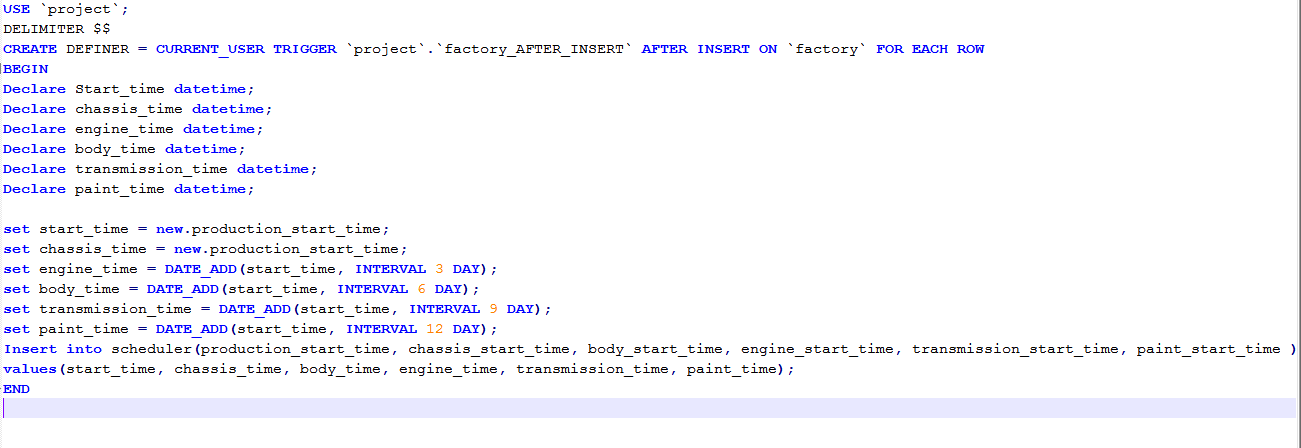 USE `project`;
DELIMITER $$
CREATE DEFINER = CURRENT_USER TRIGGER `project`.`factory_AFTER_INSERT` AFTER INSERT ON `factory` FOR EACH ROW
BEGIN
Declare Start_time datetime;
Declare chassis_time datetime;
Declare engine_time datetime;
Declare body_time datetime;
Declare transmission_time datetime;
Declare paint_time datetime;
set start_time = new.production_start_time;
set chassis_time = new.production_start_time;
set engine_time = DATE_ADD(start_time, INTERVAL 3 DAY);
set body_time = DATE_ADD(start_time, INTERVAL 6 DAY);
set transmission_time = DATE_ADD(start_time, INTERVAL 9 DAY);
set paint_time = DATE_ADD(start_time, INTERVAL 12 DAY);
Insert into scheduler(production_start_time, chassis_start_time, body_start_time, engine_start_time, transmission_start_time, paint_start_time )
values(start_time, chassis_time, body_time, engine_time, transmission_time, paint_time);
END